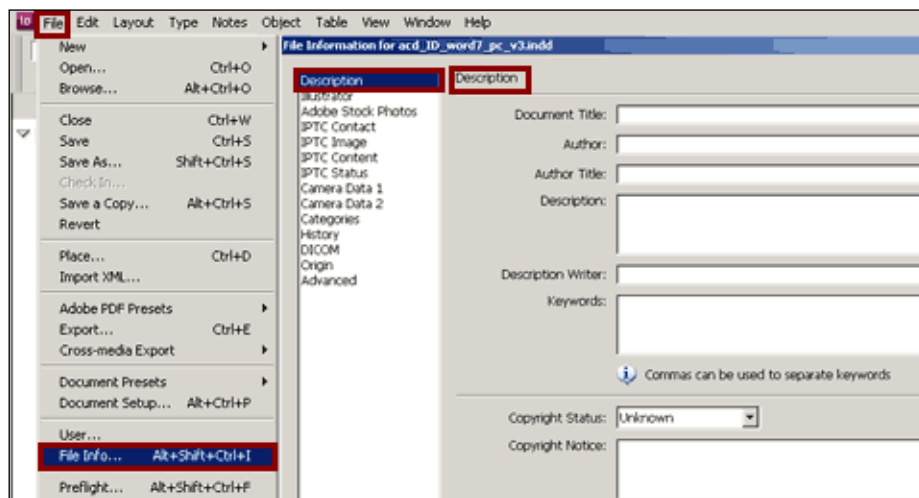 Id File Edit Layout Type Notes Object Table View Window Help
New
Open... Ctrl+O
Browse... Alt+Ctrl+O
Close Ctrl+W
Save Ctrl+S
Save As... Shift+Ctrl+S
Check In...
Save a Copy... Alt+Ctrl+S
Revert
Place... Ctrl+D
Import XML...
Adobe PDF Presets
Export... Ctrl+E
Cross-media Export
Document Presets
Document Setup... Alt+Ctrl+P
User...
File Info... Alt+Shift+Ctrl+I
Preflight... Alt+Shift+Ctrl+F
File Information for acd_ID_word7_pc_v3.indd
Description
Illustrator
Adobe Stock Photos
IPTC Contact
IPTC Image
IPTC Content
IPTC Status
Camera Data 1
Camera Data 2
Categories
History
DICOM
Origin
Advanced
Description
Document Title:
Author:
Author Title:
Description:
Description Writer:
Keywords:
Commas can be used to separate keywords
Copyright Status: Unknown
Copyright Notice: